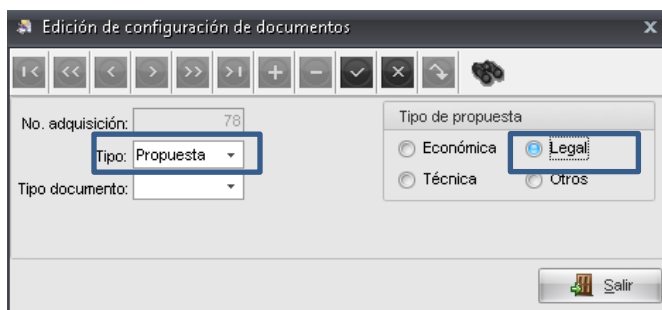 Edición de configuración de documentos
No. adquisición: 78
Tipo: Propuesta
Tipo documento:
Tipo de propuesta
Económica Legal
Técnica Otros
Salir